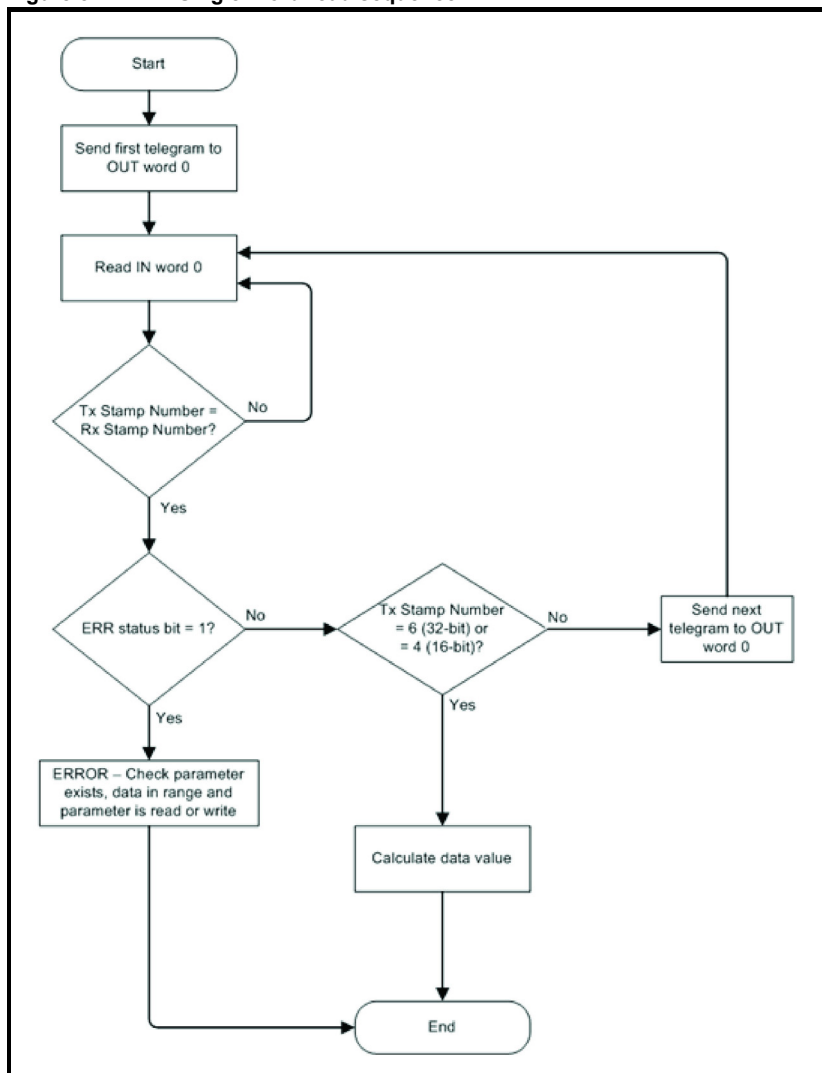 Start
Send first telegram to
OUT word 0
Read IN word 0
Tx Stamp Number =
Rx Stamp Number?
No
Yes
ERR status bit = 1?
No
Tx Stamp Number
= 6 (32-bit) or
= 4 (16-bit)?
No
Send next
telegram to OUT
word 0
Yes
Yes
ERROR – Check parameter
exists, data in range and
parameter is read or write
Calculate data value
End